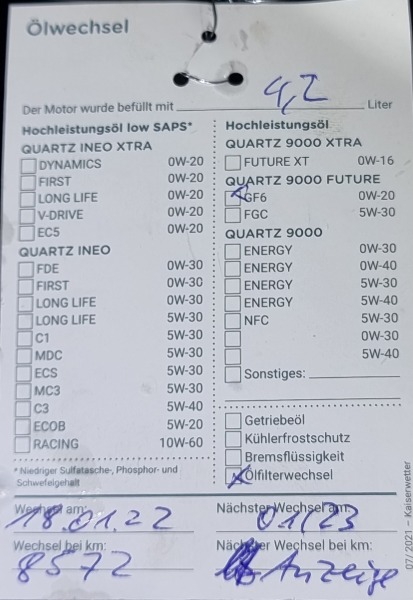 Ölwechsel
Der Motor wurde befüllt mit 4,2 Liter
Hochleistungsöl low SAPS*
QUARTZ INEO XTRA
DYNAMICS 0W-20
FIRST 0W-20
LONG LIFE 0W-20
V-DRIVE 0W-20
EC5 0W-20
QUARTZ INEO
FDE 0W-30
FIRST 0W-30
LONG LIFE 0W-30
LONG LIFE 5W-30
C1 5W-30
MDC 5W-30
ECS 5W-30
MC3 5W-30
C3 5W-40
ECOB 5W-20
RACING 10W-60
* Niedriger Sulfatasche-, Phosphor- und
Schwefelgehalt
Hochleistungsöl
QUARTZ 9000 XTRA
FUTURE XT 0W-16
QUARTZ 9000 FUTURE
GF6 0W-20
FGC 5W-30
QUARTZ 9000
ENERGY 0W-30
ENERGY 0W-40
ENERGY 5W-30
ENERGY 5W-40
NFC 5W-30
0W-30
5W-40
Sonstiges:
Getriebeöl
Kühlerfrostschutz
Bremsflüssigkeit
Ölfilterwechsel
Wechsel am: Nächster Wechsel am:
18.01.22 01/23
Wechsel bei km: Nächster Wechsel bei km:
8572 Anzeige
07/2021 - Kaiserwetter